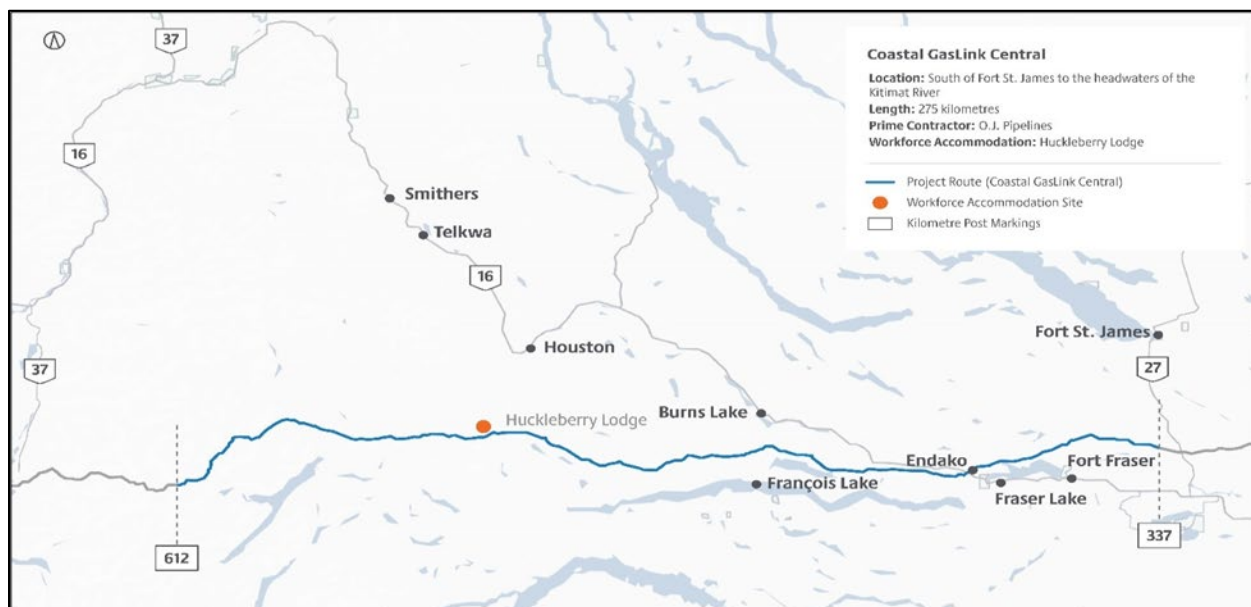 37
16
Smithers
Telkwa
16
37
Houston
Huckleberry Lodge
Burns Lake
François Lake
Endako
Fraser Lake
Fort Fraser
Fort St. James
27
612
337
Coastal GasLink Central
Location: South of Fort St. James to the headwaters of the
Kitimat River
Length: 275 kilometres
Prime Contractor: O.J. Pipelines
Workforce Accommodation: Huckleberry Lodge
Project Route (Coastal GasLink Central)
Workforce Accommodation Site
Kilometre Post Markings